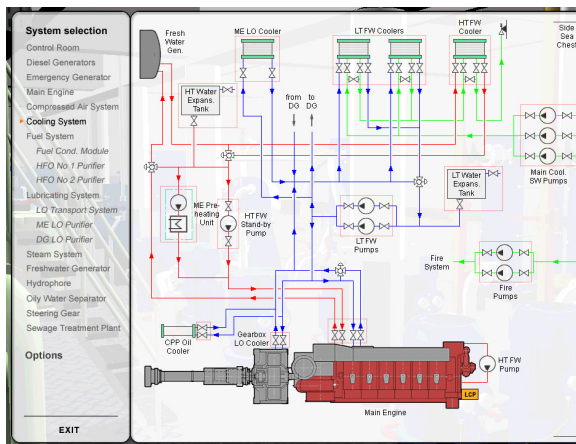 System selection
Control Room
Diesel Generators
Emergency Generator
Main Engine
Compressed Air System
Cooling System
Fuel System
Fuel Cond. Module
HFO No 1 Purifier
HFO No 2 Purifier
Lubricating System
LO Transport System
ME LO Purifier
DG LO Purifier
Steam System
Freshwater Generator
Hydrophore
Oily Water Separator
Steering Gear
Sewage Treatment Plant
Options
EXIT
Fresh
Water
Gen.
ME LO Cooler
LT FW Coolers
HT FW
Cooler
Side
Sea
Chest
from
DG
to
DG
HT Water
Expans.
Tank
LT Water
Expans.
Tank
Main Cool.
SW Pumps
ME Pre-
heating
Unit
HT FW
Stand-by
Pump
LT FW
Pumps
Fire
System
Fire
Pumps
CPP Oil
Cooler
Gearbox
LO Cooler
HT FW
Pump
LCP
Main Engine